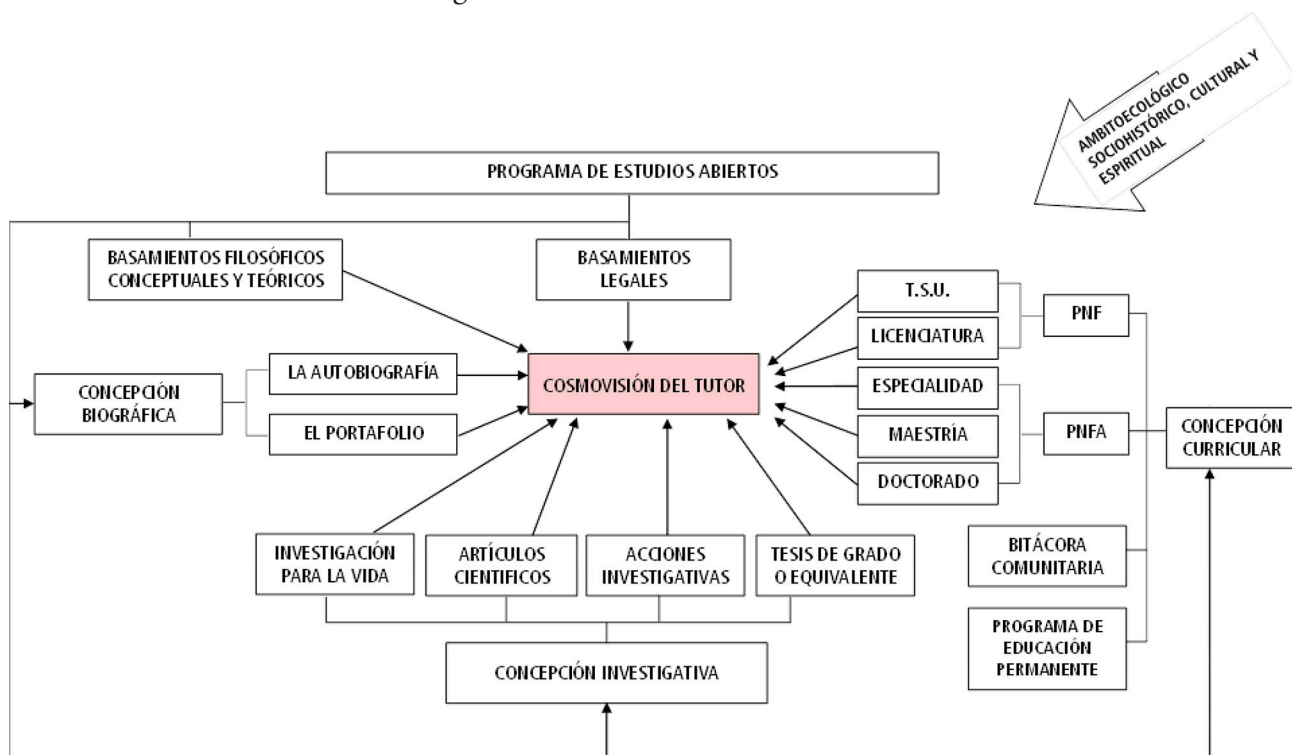 AMBITOECOLÓGICO
SOCIOHISTÓRICO, CULTURAL Y
ESPIRITUAL
PROGRAMA DE ESTUDIOS ABIERTOS
BASAMIENTOS FILOSÓFICOS
CONCEPTUALES Y TEÓRICOS
BASAMIENTOS
LEGALES
T.S.U.
PNF
LICENCIATURA
LA AUTOBIOGRAFÍA
COSMOVISIÓN DEL TUTOR
ESPECIALIDAD
CONCEPCIÓN
BIOGRÁFICA
EL PORTAFOLIO
MAESTRÍA
PNFA
CONCEPCIÓN
CURRICULAR
DOCTORADO
INVESTIGACIÓN
PARA LA VIDA
ARTÍCULOS
CIENTIFICOS
ACCIONES
INVESTIGATIVAS
TESIS DE GRADO
O EQUIVALENTE
BITÁCORA
COMUNITARIA
PROGRAMA DE
EDUCACIÓN
PERMANENTE
CONCEPCIÓN INVESTIGATIVA